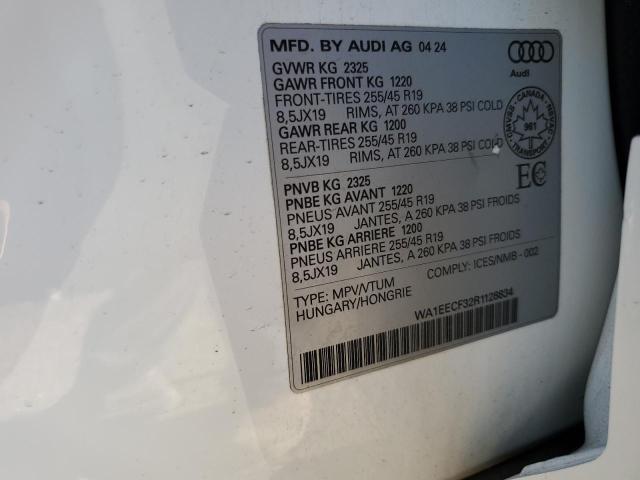 MFD. BY AUDI AG 04 24
Audi
GVWR KG 2325
GAWR FRONT KG 1220
FRONT-TIRES 255/45 R19
8,5JX19 RIMS, AT 260 KPA 38 PSI COLD
GAWR REAR KG 1200
REAR-TIRES 255/45 R19
8,5JX19 RIMS, AT 260 KPA 38 PSI COLD
CANADA
961
TRANSPORT
EC
PNVB KG 2325
PNBE KG AVANT 1220
PNEUS AVANT 255/45 R19
8,5JX19 JANTES, A 260 KPA 38 PSI FROIDS
PNBE KG ARRIERE 1200
PNEUS ARRIERE 255/45 R19
8,5JX19 JANTES, A 260 KPA 38 PSI FROIDS
COMPLY: ICES/NMB - 002
TYPE: MPV/VTUM
HUNGARY/HONGRIE
WA1EECF32R1128834